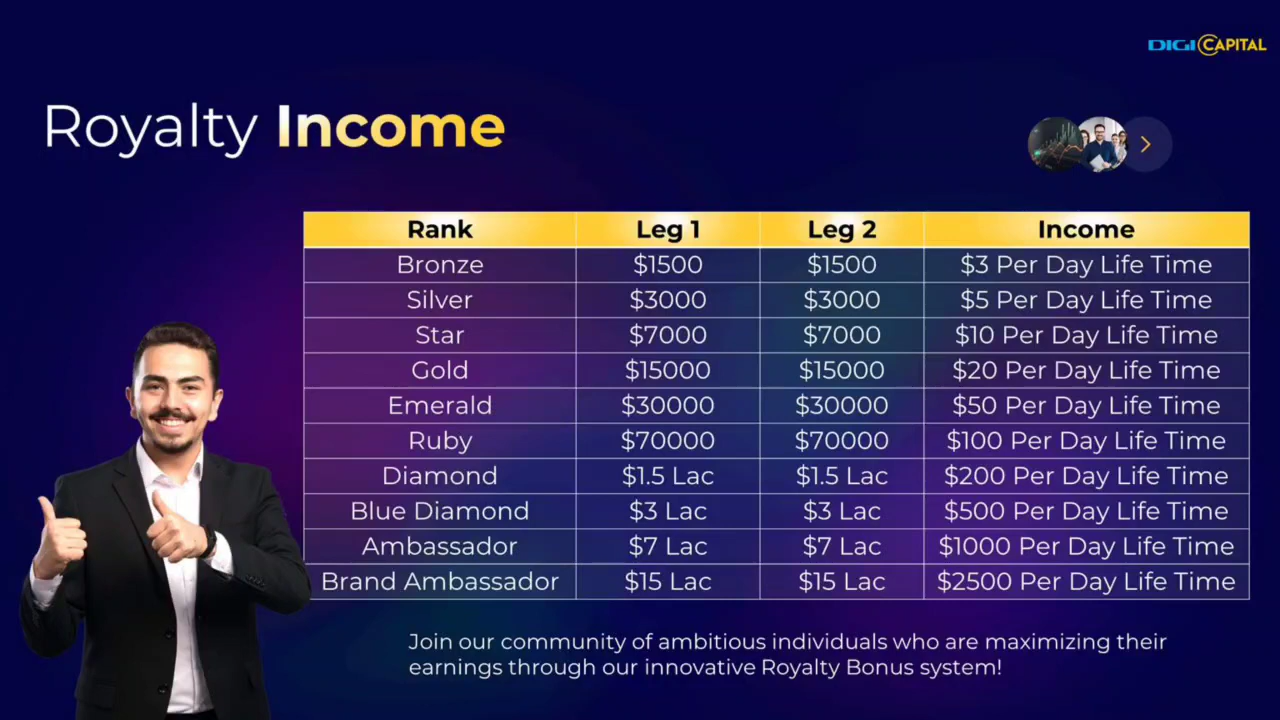 DIGI CAPITAL
Royalty Income
Rank Leg 1 Leg 2 Income
Bronze $1500 $1500 $3 Per Day Life Time
Silver $3000 $3000 $5 Per Day Life Time
Star $7000 $7000 $10 Per Day Life Time
Gold $15000 $15000 $20 Per Day Life Time
Emerald $30000 $30000 $50 Per Day Life Time
Ruby $70000 $70000 $100 Per Day Life Time
Diamond $1.5 Lac $1.5 Lac $200 Per Day Life Time
Blue Diamond $3 Lac $3 Lac $500 Per Day Life Time
Ambassador $7 Lac $7 Lac $1000 Per Day Life Time
Brand Ambassador $15 Lac $15 Lac $2500 Per Day Life Time
Join our community of ambitious individuals who are maximizing their
earnings through our innovative Royalty Bonus system!